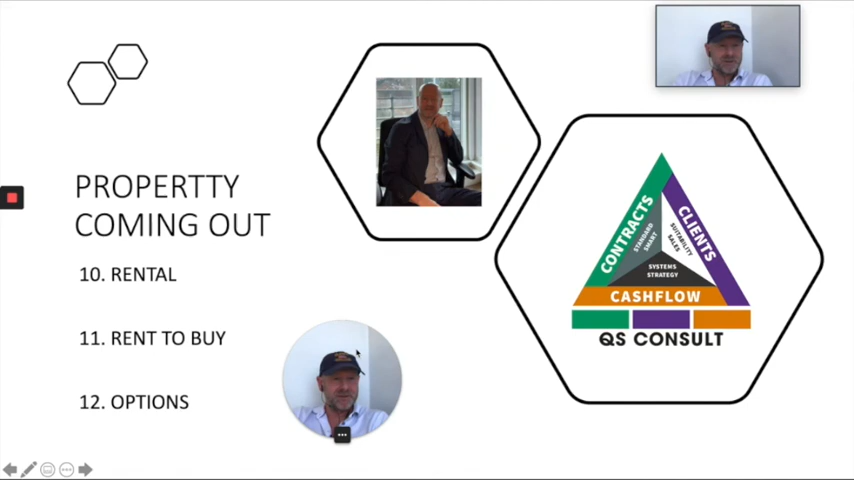 PROPERTTY
COMING OUT
10. RENTAL
11. RENT TO BUY
12. OPTIONS
CONTRACTS
STANDARD
SMART
CLIENTS
SUITABILITY
SALES
SYSTEMS
STRATEGY
CASHFLOW
QS CONSULT